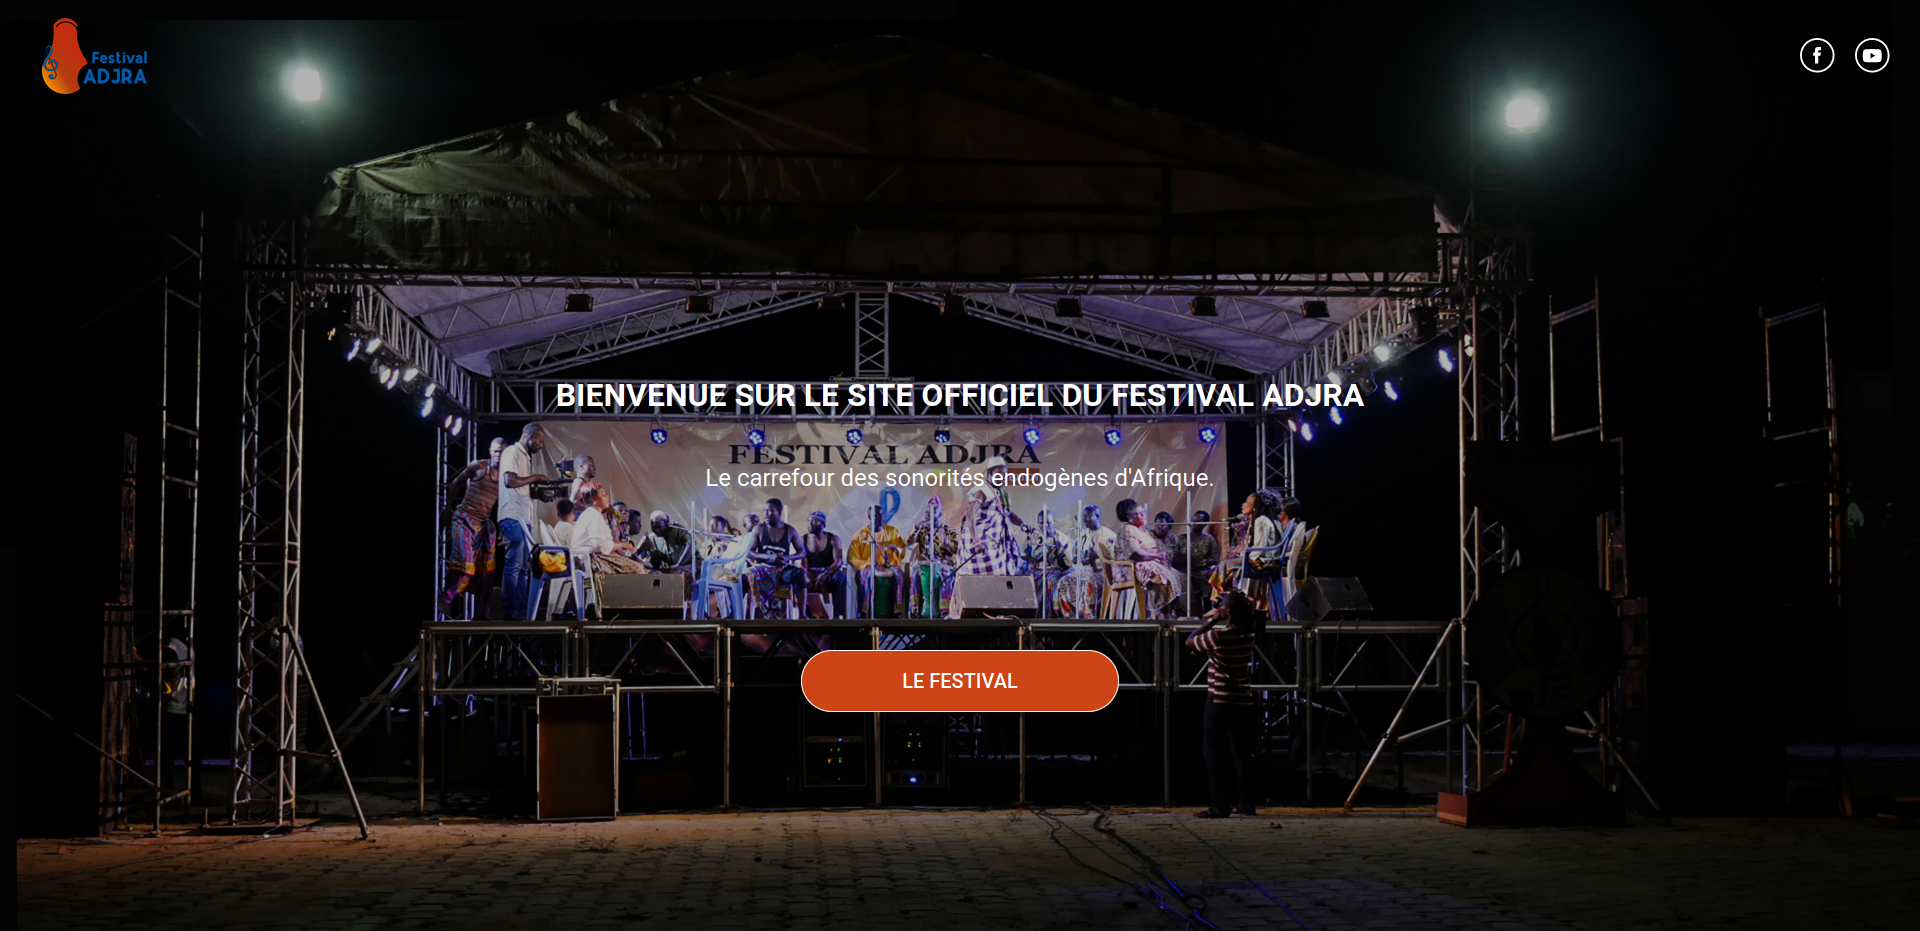 Festival
ADJRA
BIENVENUE SUR LE SITE OFFICIEL DU FESTIVAL ADJRA
FESTIVAL ADJRA
Le carrefour des sonorités endogènes d'Afrique.
LE FESTIVAL